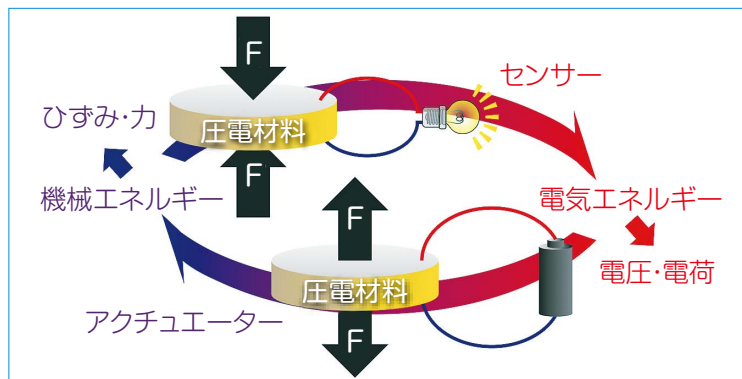 F
センサー
ひずみ・力
圧電材料
F
機械エネルギー
電気エネルギー
F
電圧・電荷
圧電材料
アクチュエーター
F